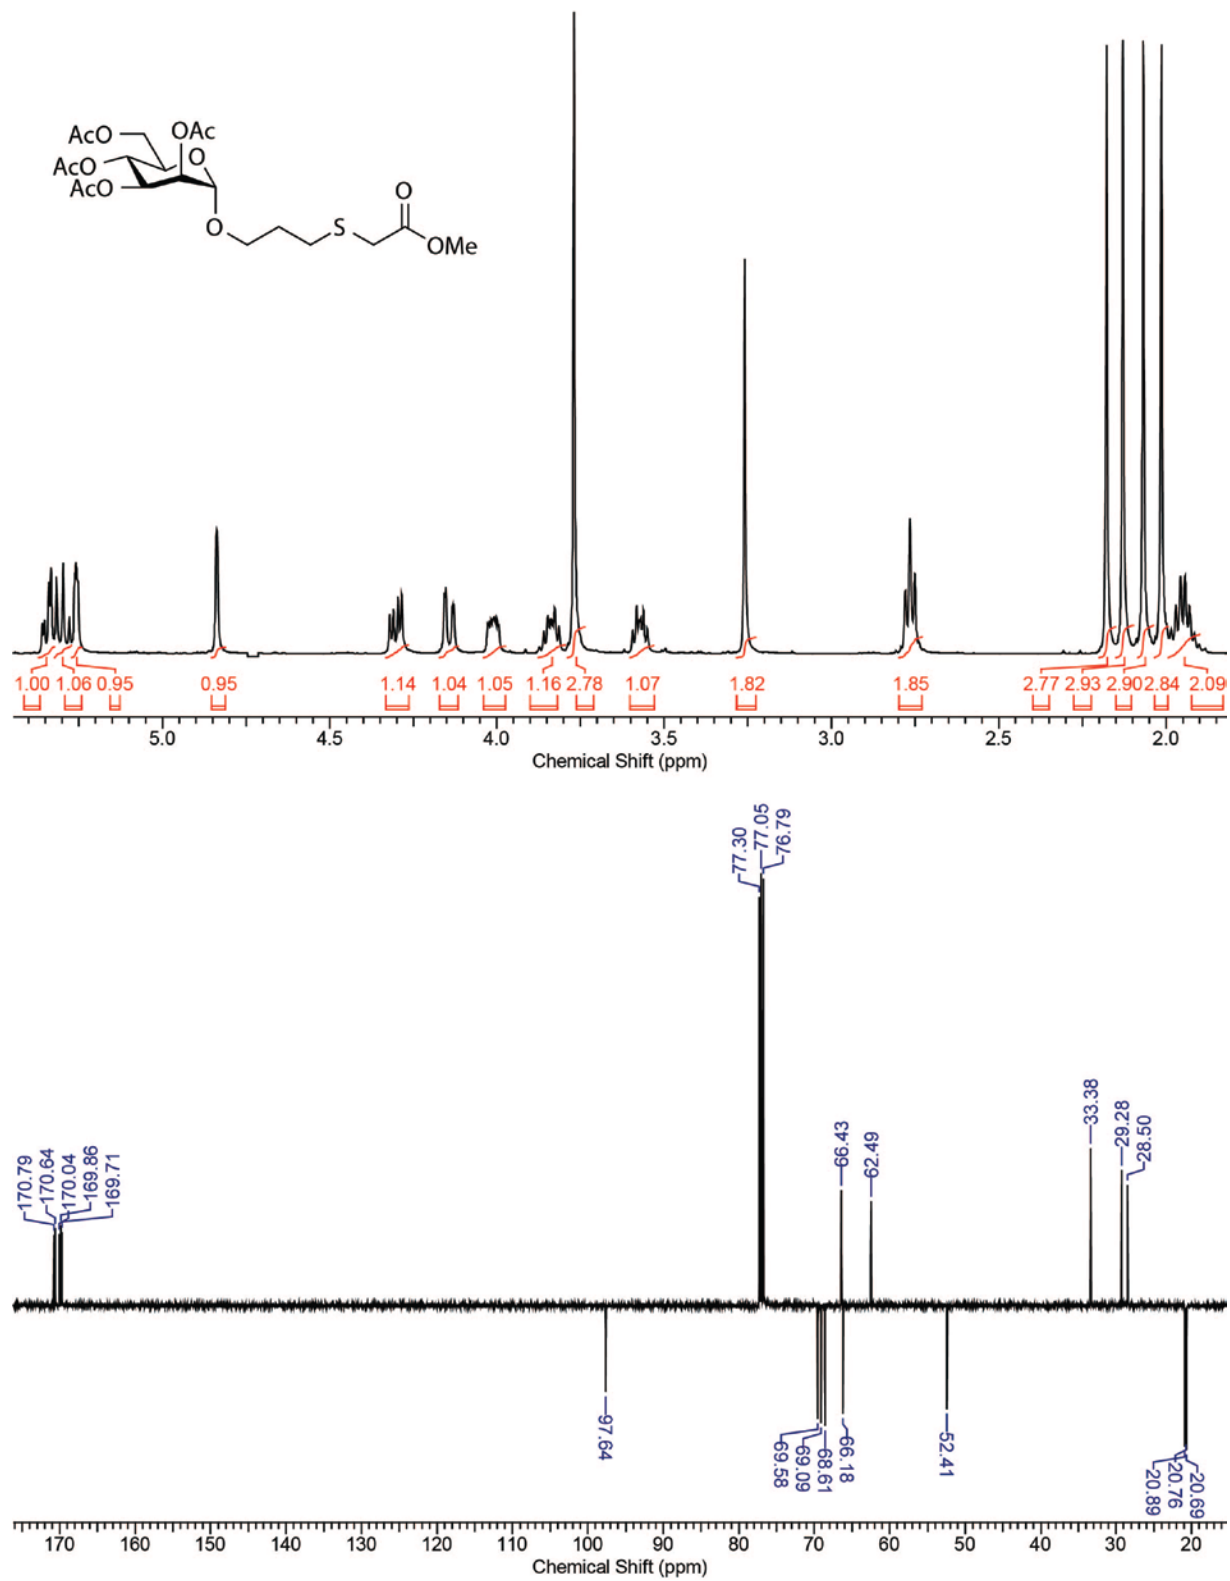 AcO
OAc
AcO
O
AcO
O
S
O
OMe
1.00 1.06 0.95 0.95 1.14 1.04 1.05 1.16 2.78 1.07 1.82 1.85 2.77 2.93 2.90 2.84 2.09
5.0 4.5 4.0 3.5 3.0 2.5 2.0
Chemical Shift (ppm)
77.30
77.05
76.79
170.79
170.64
170.04
169.86
169.71
66.43
62.49
33.38
29.28
28.50
97.64
69.58
69.09
68.61
66.18
52.41
20.89
20.76
20.69
170 160 150 140 130 120 110 100 90 80 70 60 50 40 30 20
Chemical Shift (ppm)